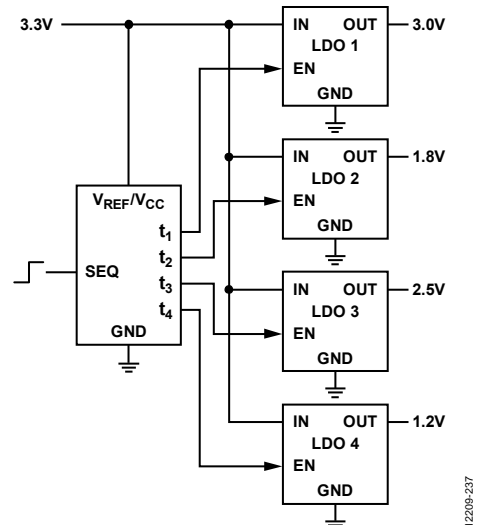 3.3V
IN OUT 3.0V
LDO 1
EN
GND
IN OUT 1.8V
LDO 2
EN
GND
VREF/VCC
t1
t2
SEQ
t3
t4
GND
IN OUT 2.5V
LDO 3
EN
GND
IN OUT 1.2V
LDO 4
EN
GND
12209-237